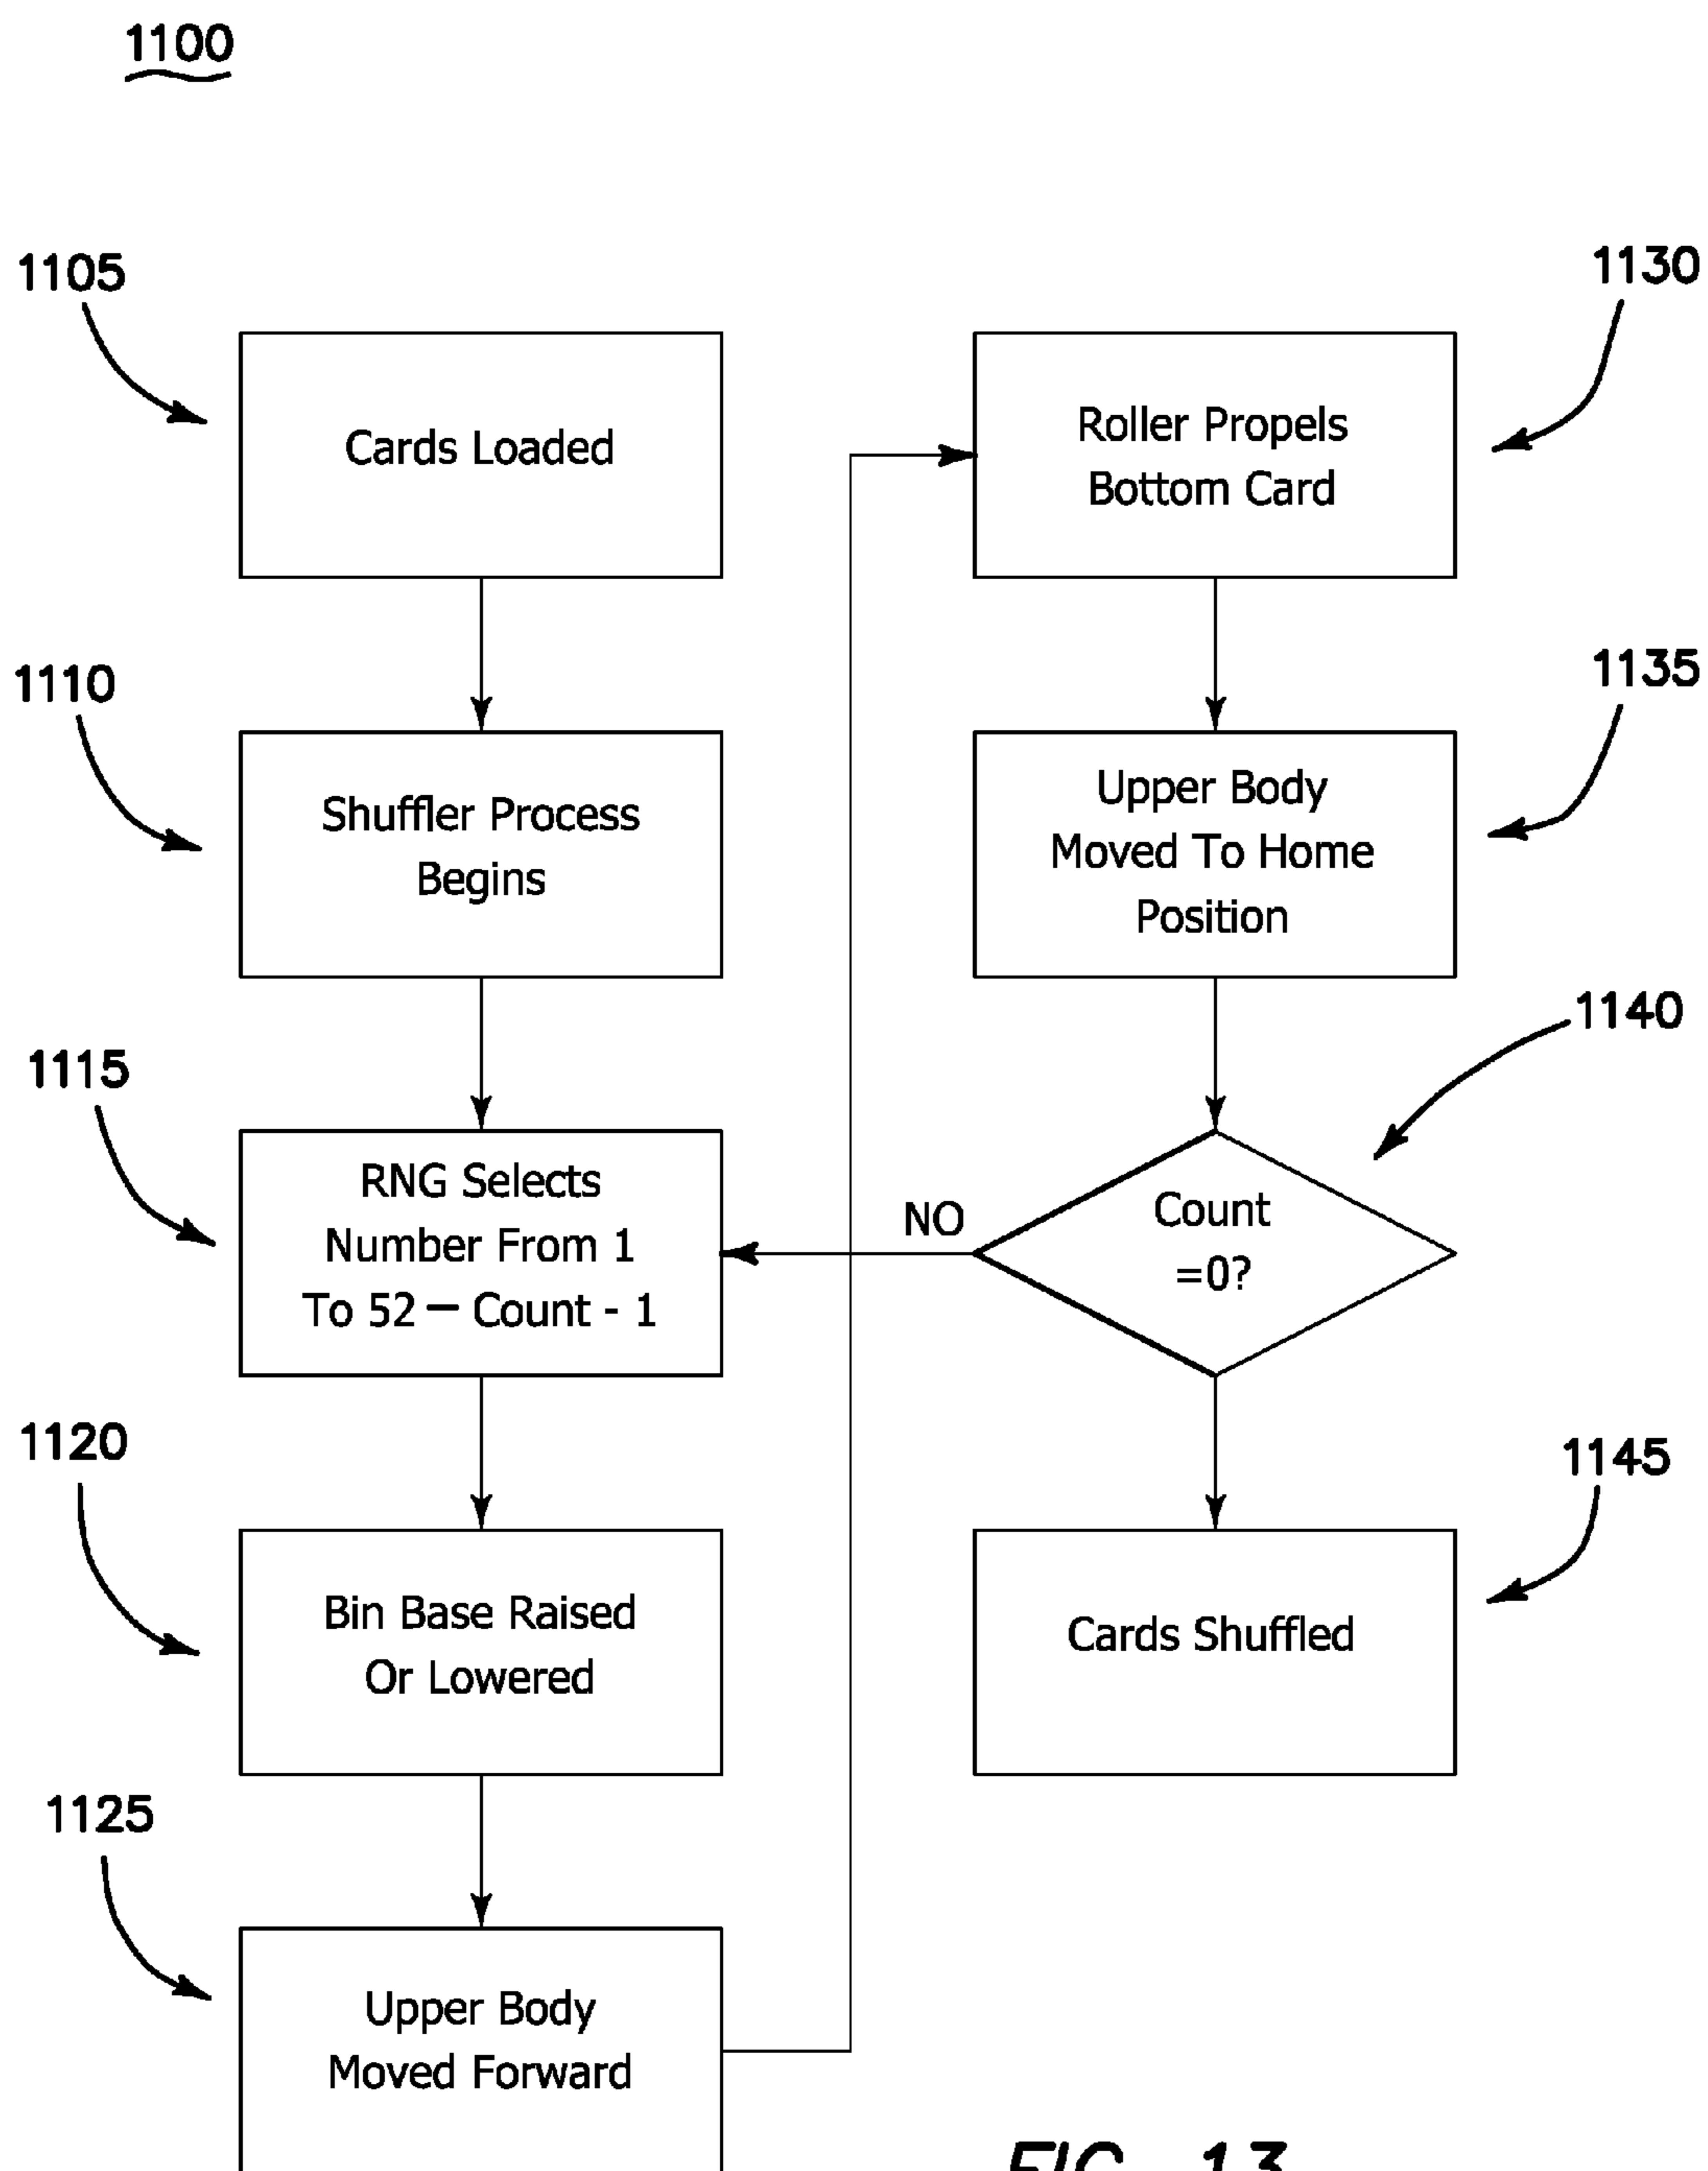 1100
1105
Cards Loaded
1110
Shuffler Process
Begins
1115
RNG Selects
Number From 1
To 52 — Count - 1
1120
Bin Base Raised
Or Lowered
1125
Upper Body
Moved Forward
1130
Roller Propels
Bottom Card
1135
Upper Body
Moved To Home
Position
1140
Count
=0?
NO
1145
Cards Shuffled
FIG. 13